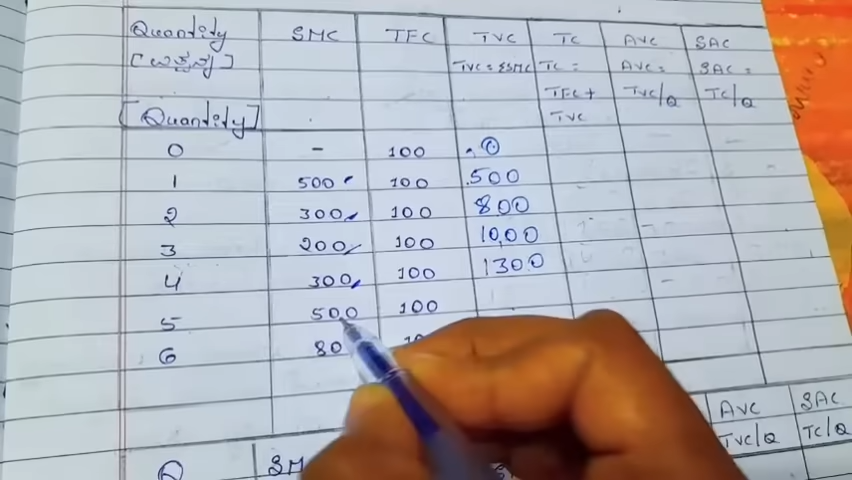 Quantity SMC TFC TVC TC AVC SAC
TVC = ΣSMC TC = AVC = SAC =
TFC + TVC/Q TC/Q
[Quantity] TVC
0 - 100 0
1 500 100 500
2 300 100 800
3 200 100 1000
4 300 100 1300
5 500 100
6 80
AVC SAC
TVC/Q TC/Q
Q